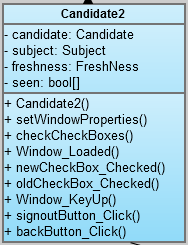 Candidate2
- candidate: Candidate
- subject: Subject
- freshness: FreshNess
- seen: bool[]
+ Candidate2()
+ setWindowProperties()
+ checkCheckBoxes()
+ Window_Loaded()
+ newCheckBox_Checked()
+ oldCheckBox_Checked()
+ Window_KeyUp()
+ signoutButton_Click()
+ backButton_Click()